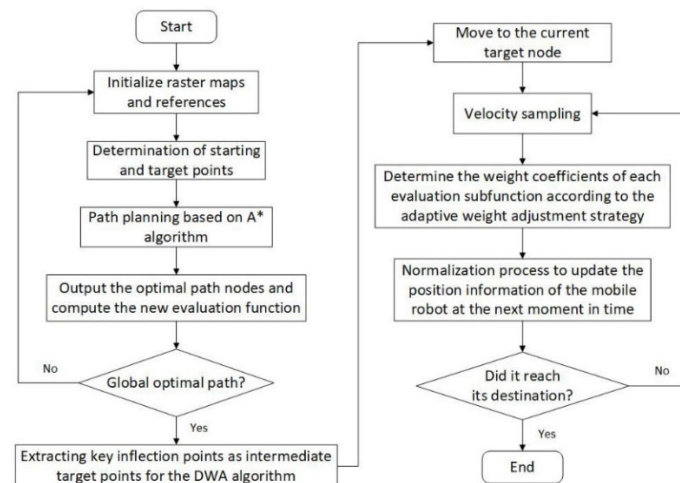 Start
Initialize raster maps
and references
Determination of starting
and target points
Path planning based on A*
algorithm
Output the optimal path nodes and
compute the new evaluation function
No
Global optimal path?
Yes
Extracting key inflection points as intermediate
target points for the DWA algorithm
Move to the current
target node
Velocity sampling
Determine the weight coefficients of each
evaluation subfunction according to the
adaptive weight adjustment strategy
Normalization process to update the
position information of the mobile
robot at the next moment in time
Did it reach
its destination?
No
Yes
End